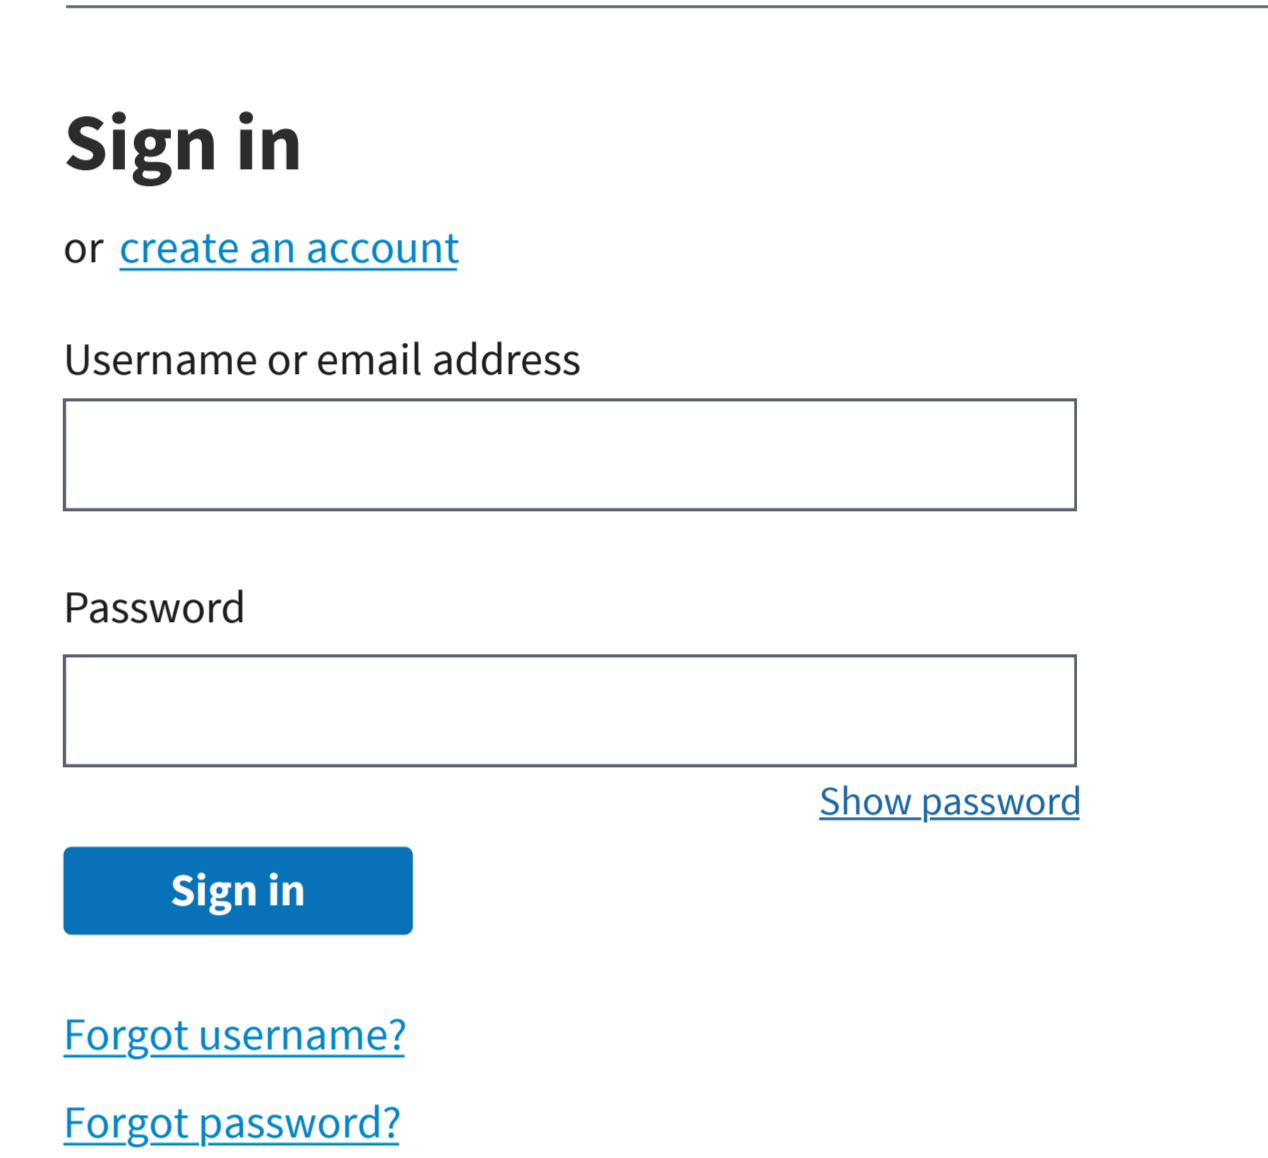 Sign in
or create an account
Username or email address
Password
Show password
Sign in
Forgot username?
Forgot password?